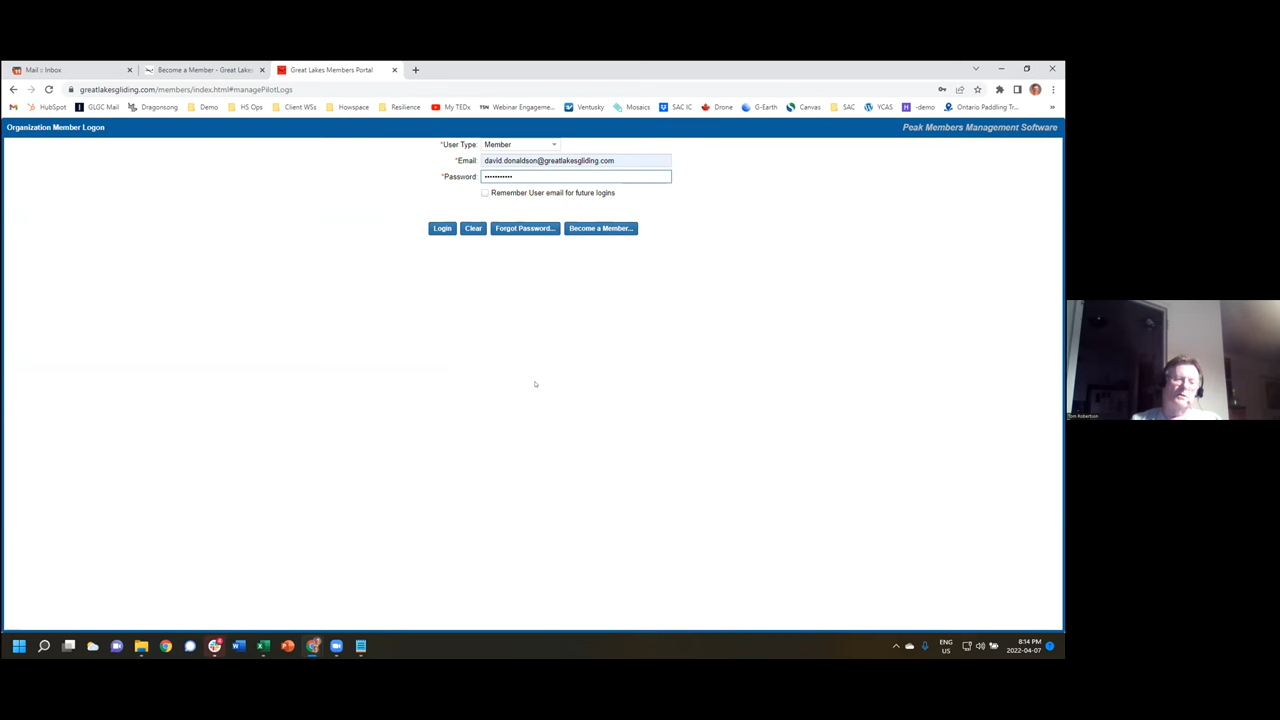 Mail :: Inbox
Become a Member - Great Lakes
Great Lakes Members Portal
greatlakesgliding.com/members/index.html#managePilotLogs
HubSpot
GLGC Mail
Dragonsong
Demo
HS Ops
Client WSs
Howspace
Resilience
My TEDx
TSN Webinar Engageme...
Ventusky
Mosaics
SAC IC
Drone
G-Earth
Canvas
SAC
YCAS
-demo
Ontario Paddling Tr...
»
Organization Member Logon
Peak Members Management Software
*User Type: Member
*Email: david.donaldson@greatlakesgliding.com
*Password: •••••••••••
Remember User email for future logins
Login
Clear
Forgot Password...
Become a Member...
Tom Robertson
ENG
US
8:14 PM
2022-04-07